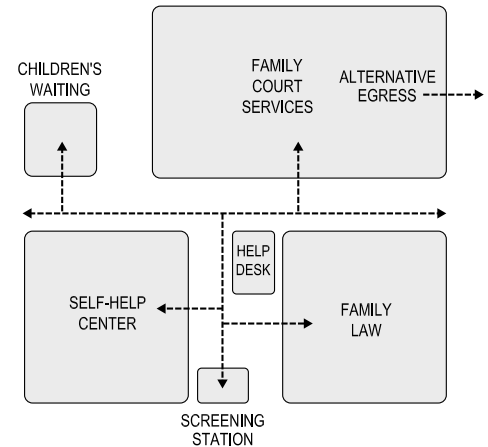 CHILDREN'S
WAITING
FAMILY
COURT
SERVICES
ALTERNATIVE
EGRESS
HELP
DESK
SELF-HELP
CENTER
FAMILY
LAW
SCREENING
STATION